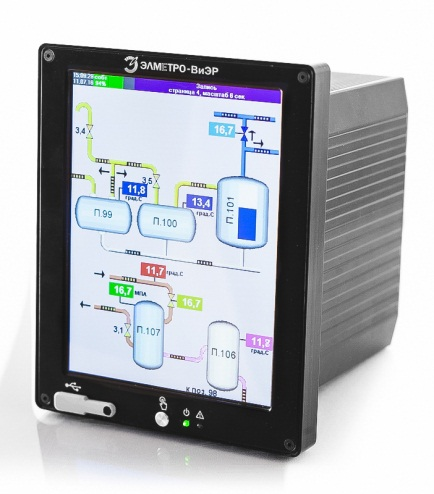 ЭЛМЕТРО-ВиЭР
Запись
страница 4, масштаб 6 сек
16,7
3,4
3,5
11,8
град.С
13,4
град.С
П.99
П.100
П.101
11,7
град.С
16,7 МПА
16,7
3,1
П.107
11,8
град.С
П.106